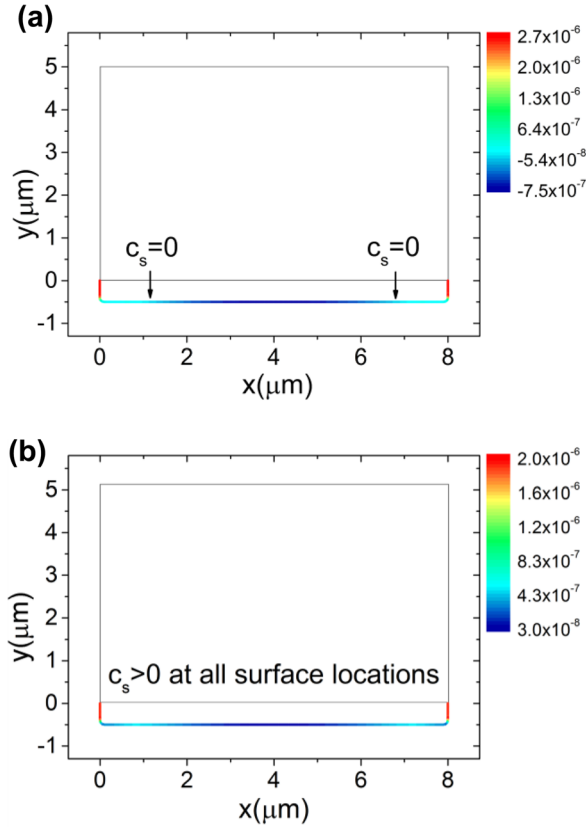 (a)
5
4
3
2
1
0
-1
y(μm)
c_s=0
c_s=0
0
2
4
6
8
x(μm)
2.7x10^-6
2.0x10^-6
1.3x10^-6
6.4x10^-7
-5.4x10^-8
-7.5x10^-7
(b)
5
4
3
2
1
0
-1
y(μm)
c_s>0 at all surface locations
0
2
4
6
8
x(μm)
2.0x10^-6
1.6x10^-6
1.2x10^-6
8.3x10^-7
4.3x10^-7
3.0x10^-8